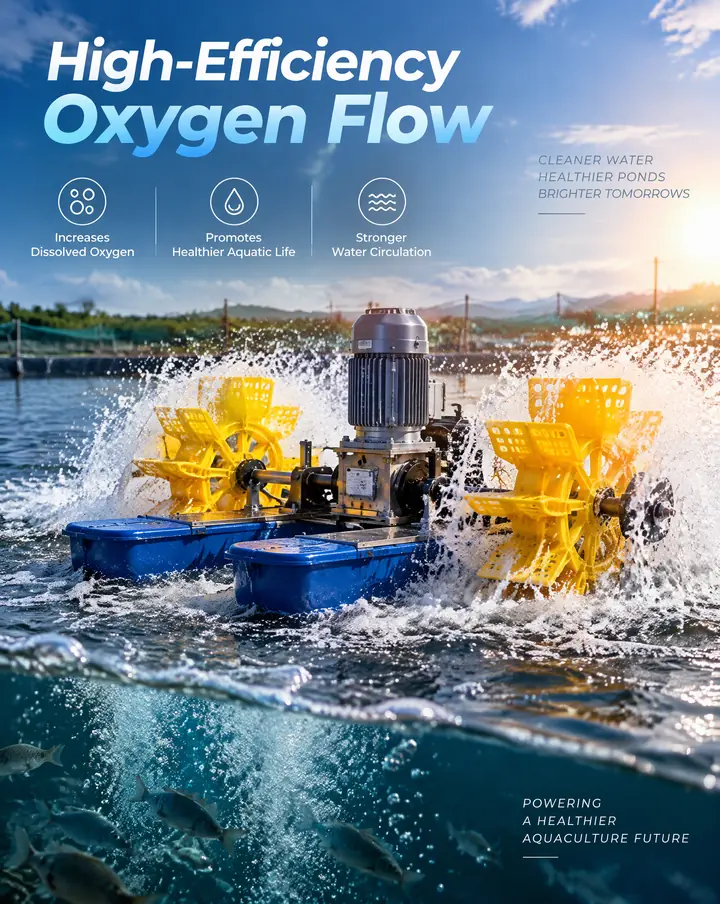 High-Efficiency
Oxygen Flow
CLEANER WATER
HEALTHIER PONDS
BRIGHTER TOMORROWS
Increases
Dissolved Oxygen
Promotes
Healthier Aquatic Life
Stronger
Water Circulation
POWERING
A HEALTHIER
AQUACULTURE FUTURE